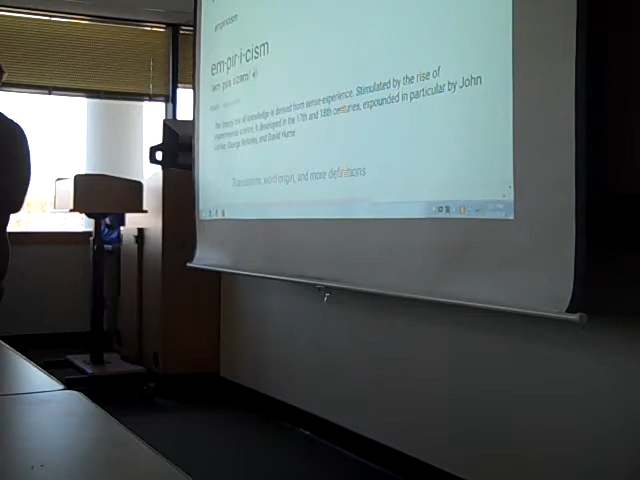 empiricism
em·pir·i·cism
the theory that all knowledge is derived from sense-experience. Stimulated by the rise of
experimental science, it developed in the 17th and 18th centuries, expounded in particular by John
Locke, George Berkeley, and David Hume.
Translations, word origin, and more definitions